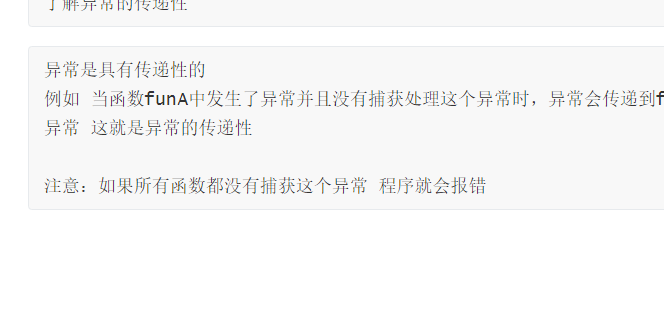 了解异常的传递性
异常是具有传递性的
例如 当函数funA中发生了异常并且没有捕获处理这个异常时，异常会传递到f
异常 这就是异常的传递性
注意：如果所有函数都没有捕获这个异常 程序就会报错